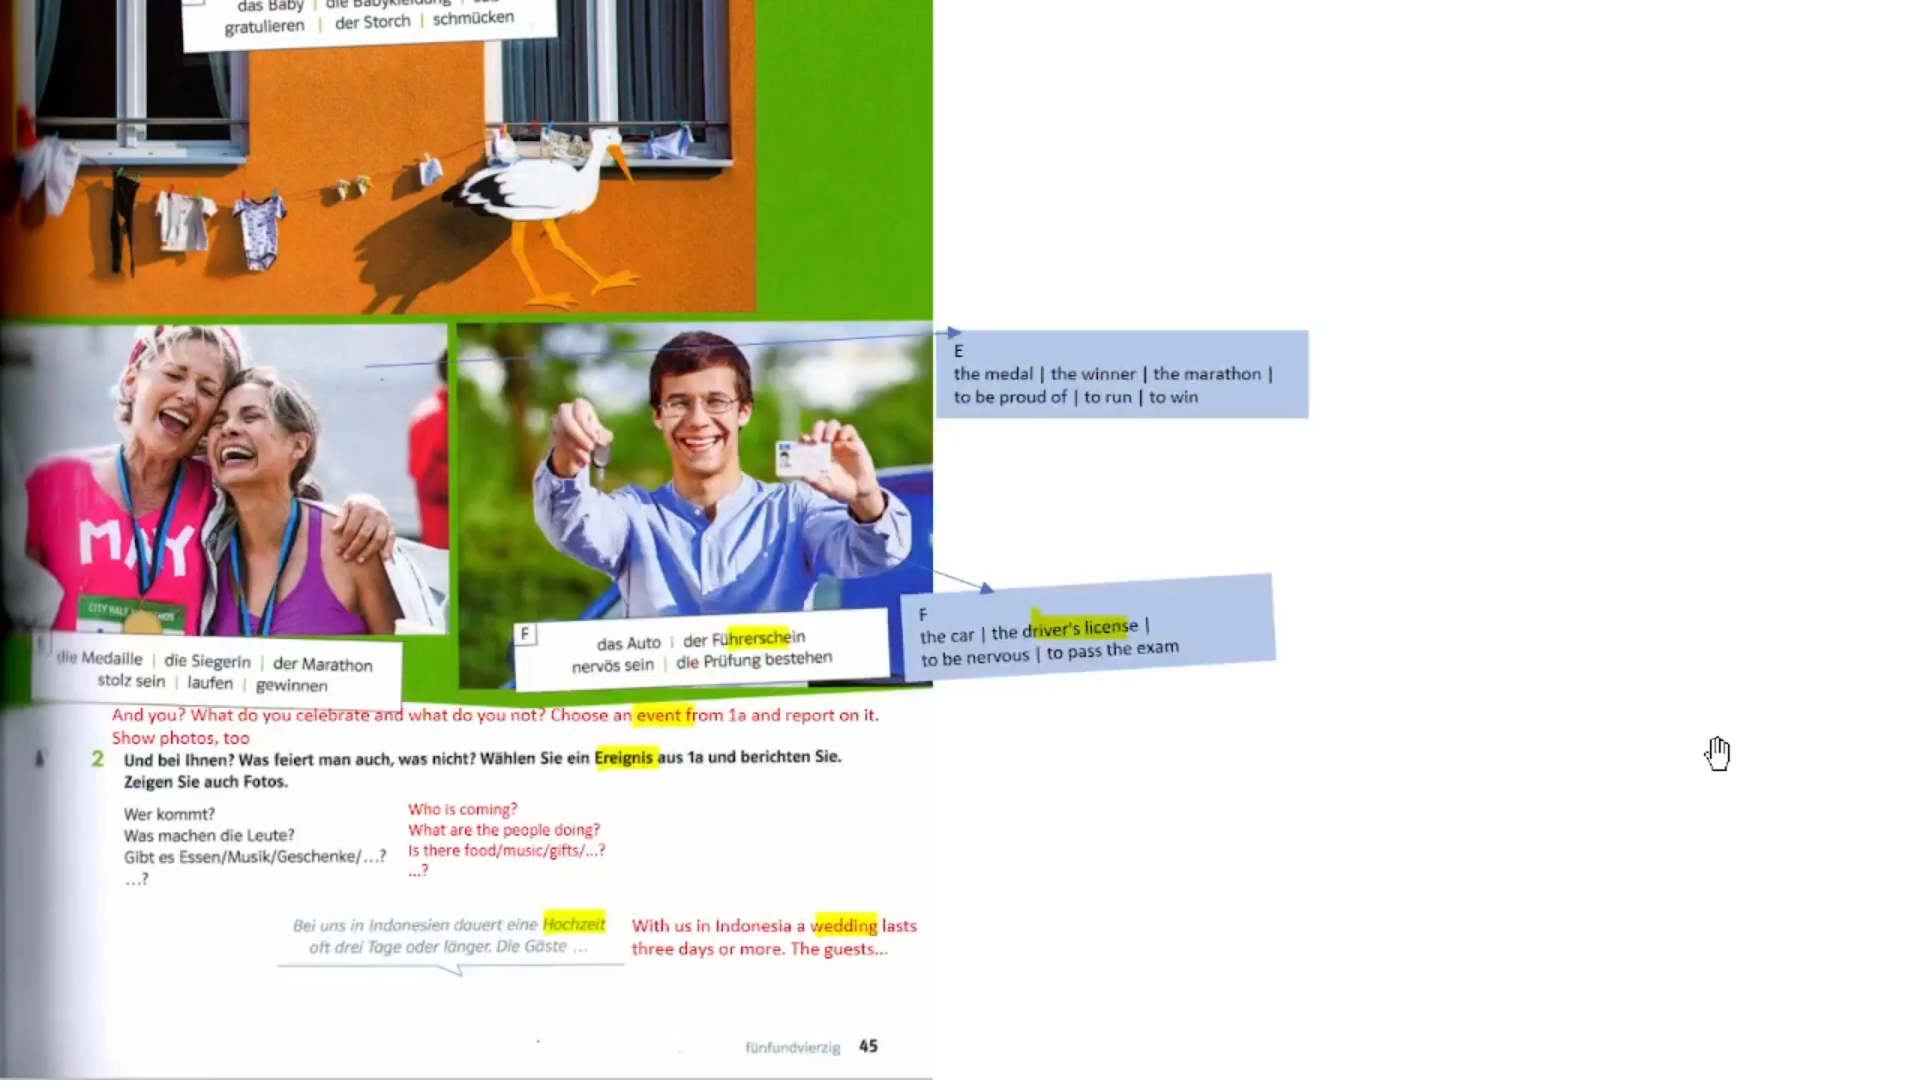 das Baby | die Babykleidung |
gratulieren | der Storch | schmücken
E
the medal | the winner | the marathon |
to be proud of | to run | to win
MAY
CITY HALF MARATHON
F
das Auto | der Führerschein
nervös sein | die Prüfung bestehen
F
the car | the driver's license |
to be nervous | to pass the exam
die Medaille | die Siegerin | der Marathon
stolz sein | laufen | gewinnen
And you? What do you celebrate and what do you not? Choose an event from 1a and report on it.
Show photos, too
2 Und bei Ihnen? Was feiert man auch, was nicht? Wählen Sie ein Ereignis aus 1a und berichten Sie.
Zeigen Sie auch Fotos.
Wer kommt?
Was machen die Leute?
Gibt es Essen/Musik/Geschenke/...?
...?
Who is coming?
What are the people doing?
Is there food/music/gifts/...?
...?
Bei uns in Indonesien dauert eine Hochzeit
oft drei Tage oder länger. Die Gäste ...
With us in Indonesia a wedding lasts
three days or more. The guests...
fünfundvierzig 45